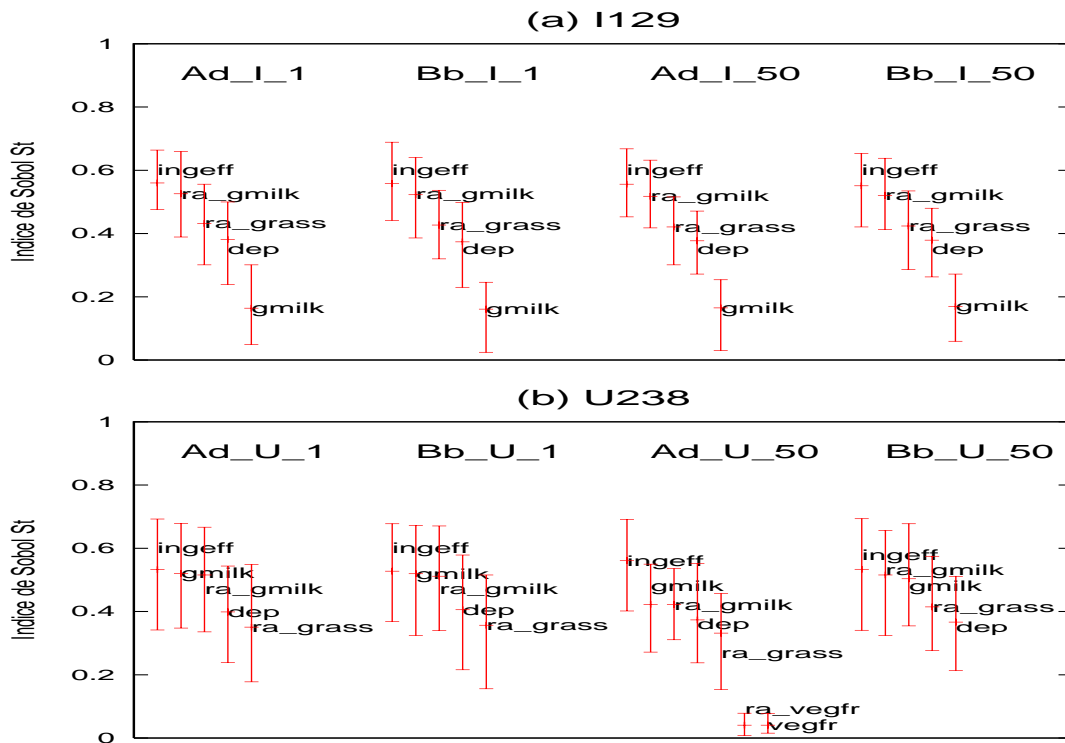 (a) I129
1
Ad_I_1 Bb_I_1 Ad_I_50 Bb_I_50
0.8
0.6
ingeff ingeff ingeff ingeff
ra_gmilk ra_gmilk ra_gmilk ra_gmilk
ra_grass ra_grass ra_grass ra_grass
0.4
dep dep dep dep
0.2
gmilk gmilk gmilk gmilk
0
Indice de Sobol St
(b) U238
1
Ad_U_1 Bb_U_1 Ad_U_50 Bb_U_50
0.8
0.6
ingeff ingeff ingeff ingeff
gmilk gmilk gmilk ra_gmilk
ra_gmilk ra_gmilk ra_gmilk gmilk
0.4
dep dep dep ra_grass
ra_grass ra_grass ra_grass dep
0.2
ra_vegfr
vegfr
0
Indice de Sobol St